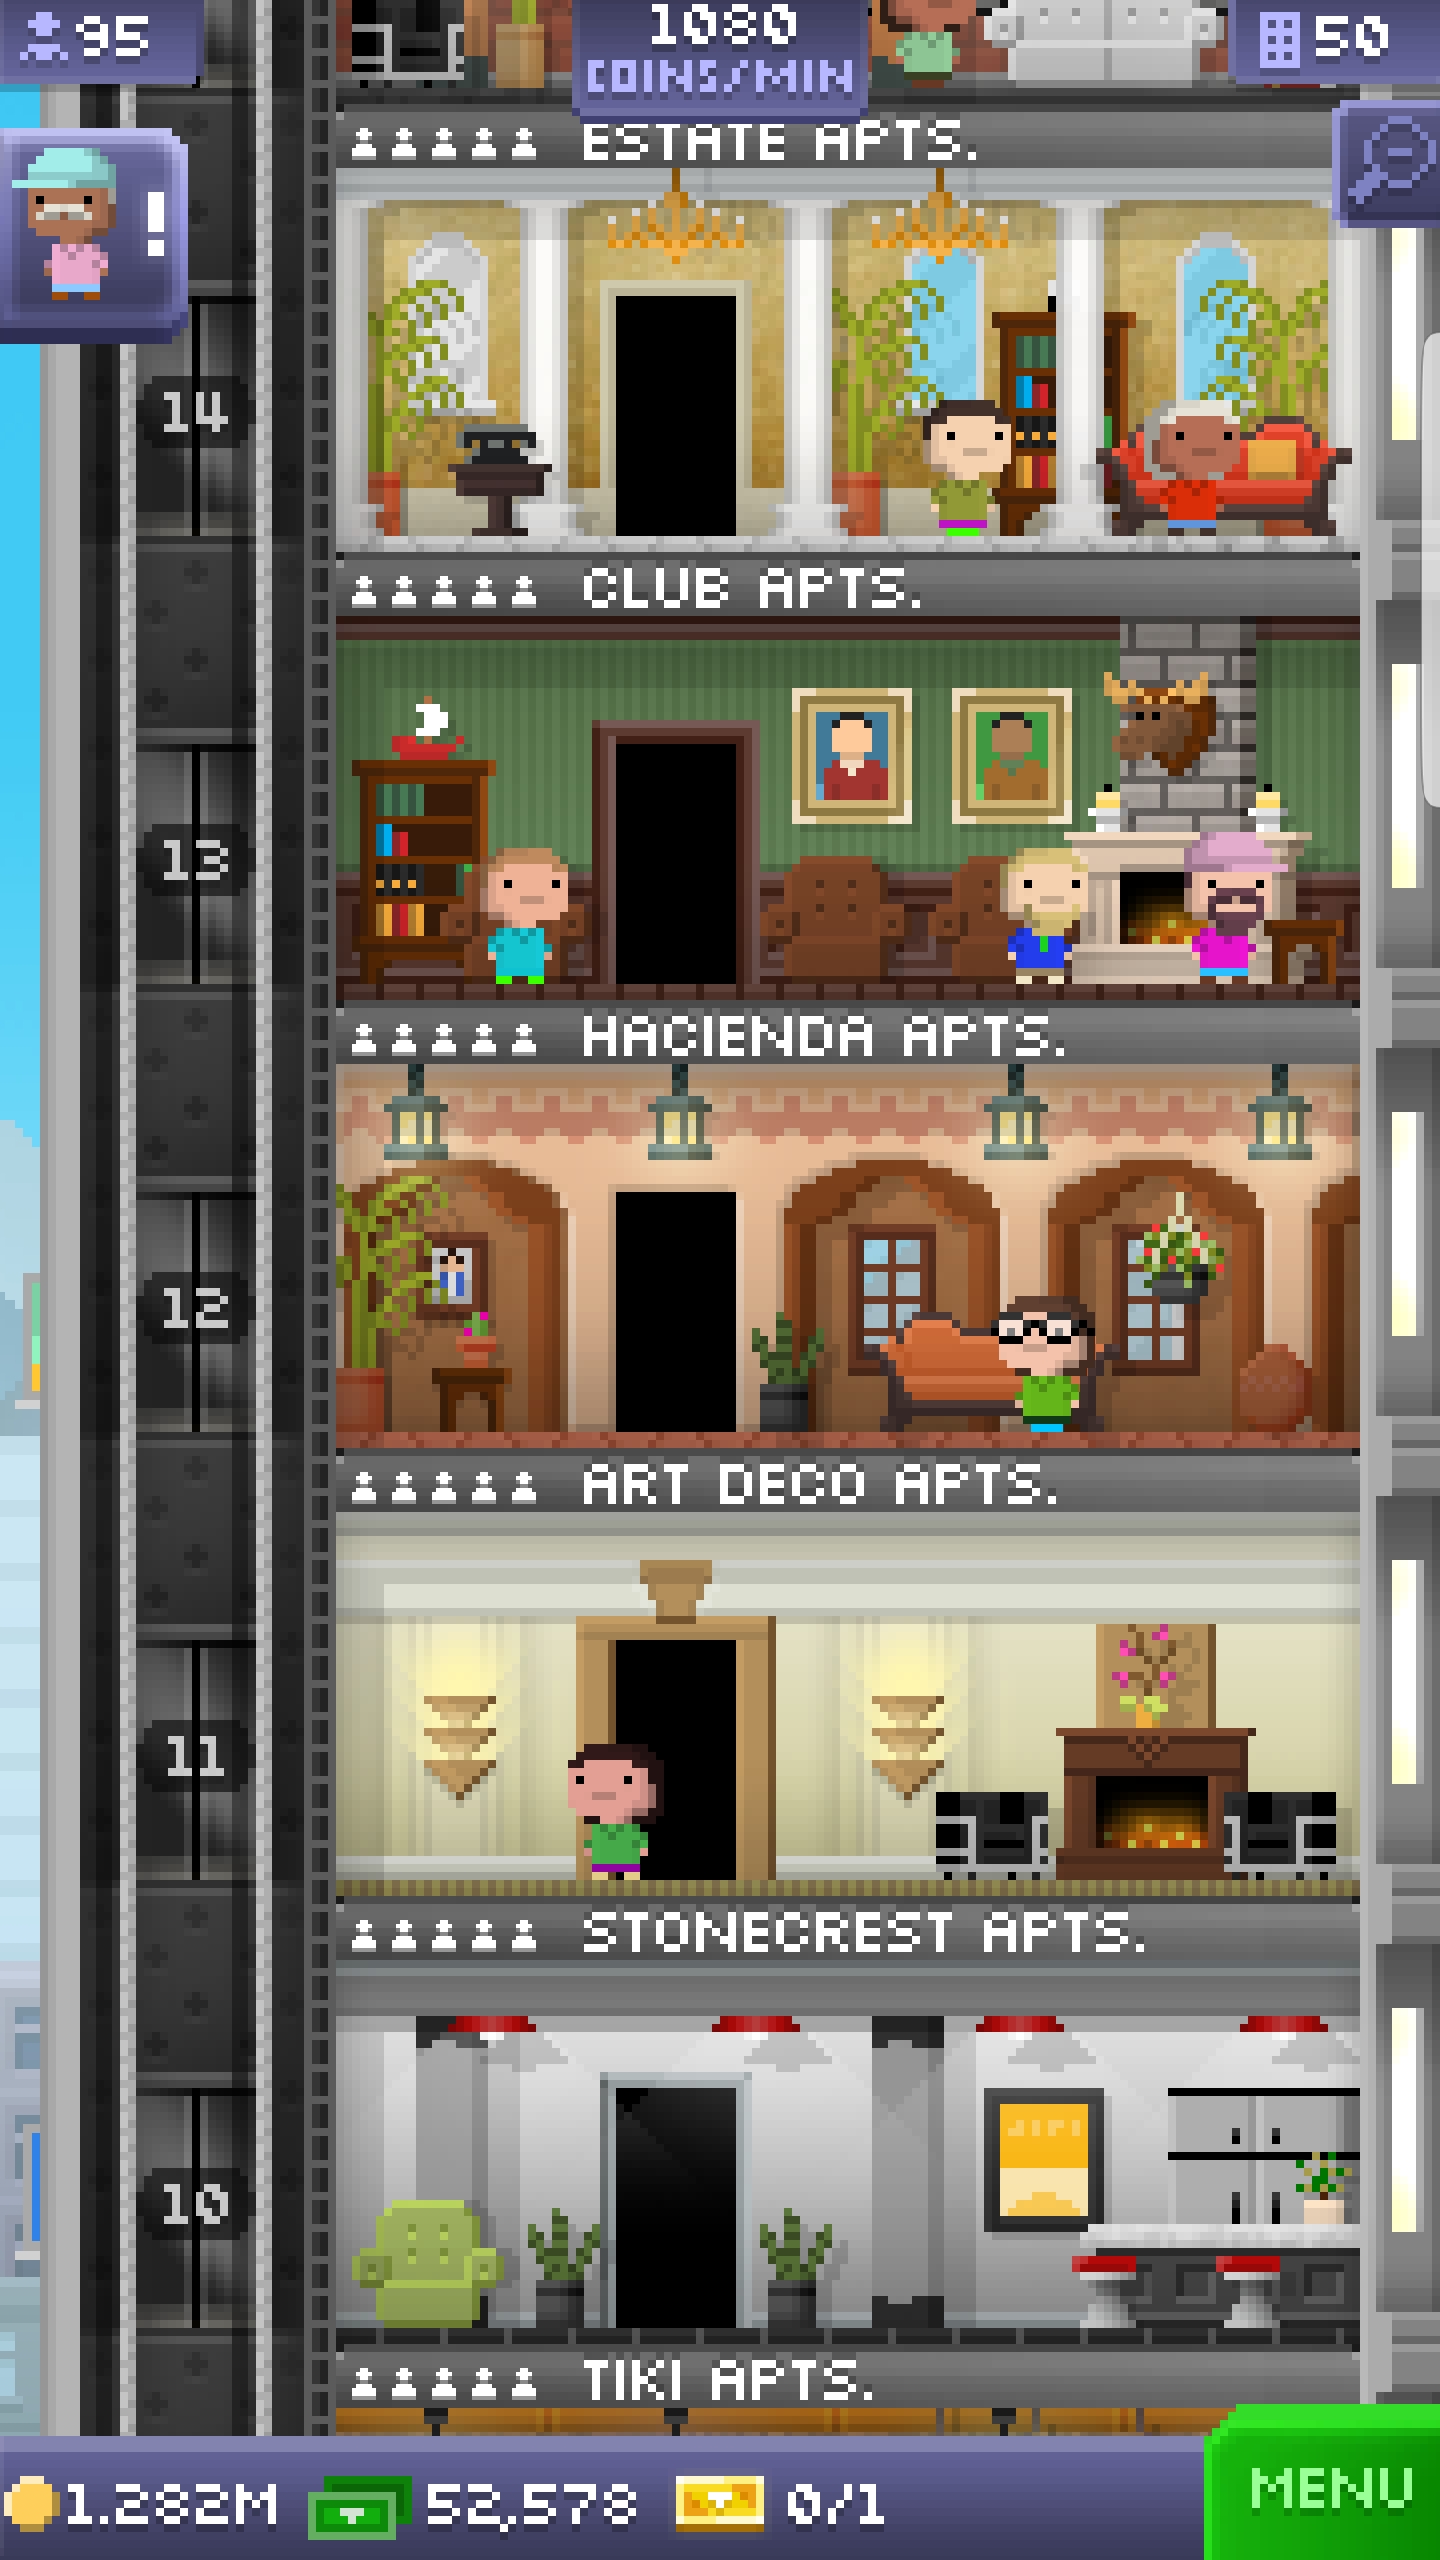 95
1080
COINS/MIN
50
ESTATE APTS.
!
14
CLUB APTS.
13
HACIENDA APTS.
12
ART DECO APTS.
11
STONECREST APTS.
10
TIKI APTS.
1.282M 52,578 0/1
MENU